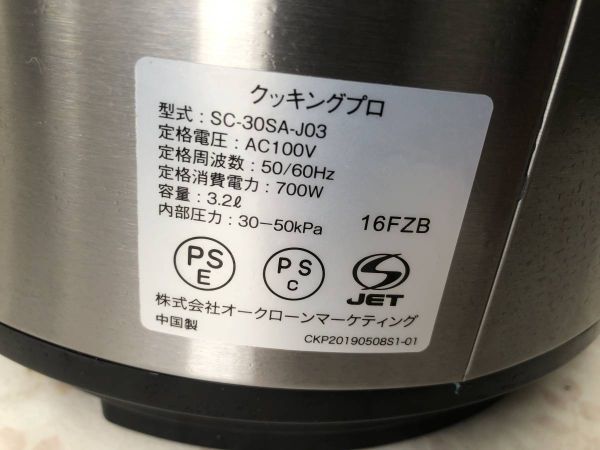 クッキングプロ
型式：SC-30SA-J03
定格電圧：AC100V
定格周波数：50/60Hz
定格消費電力：700W
容量：3.2ℓ
内部圧力：30－50kPa
16FZB
PS
E
PS
C
S
JET
株式会社オークローンマーケティング
中国製
CKP20190508S1-01